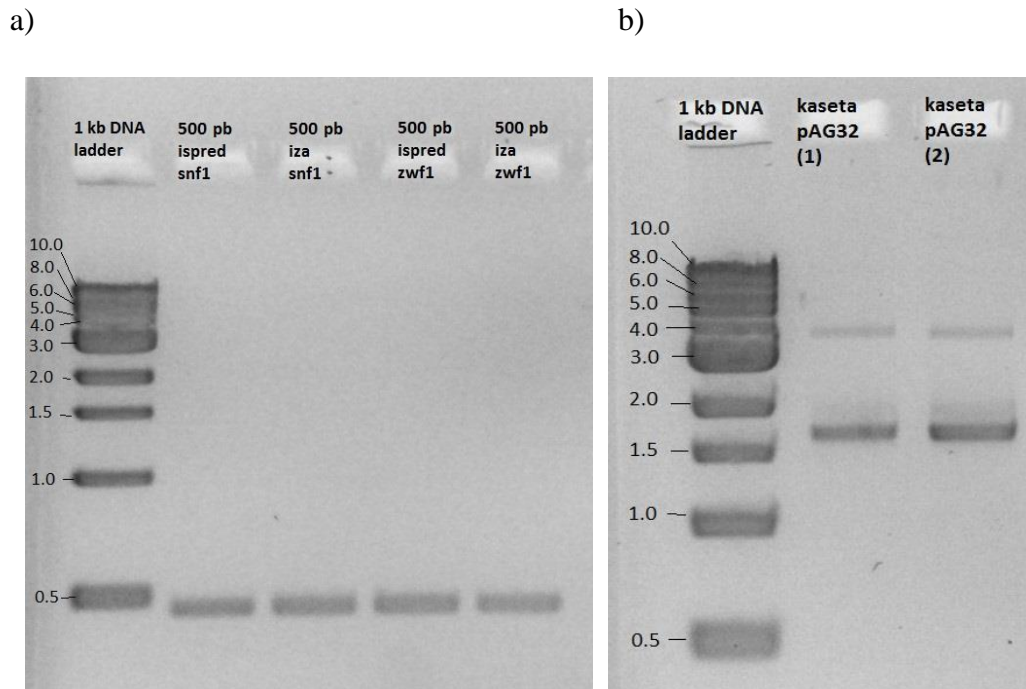 a)
1 kb DNA
ladder
500 pb
ispred
snf1
500 pb
iza
snf1
500 pb
ispred
zwf1
500 pb
iza
zwf1
10.0
8.0
6.0
5.0
4.0
3.0
2.0
1.5
1.0
0.5
b)
1 kb DNA
ladder
kaseta
pAG32
(1)
kaseta
pAG32
(2)
10.0
8.0
6.0
5.0
4.0
3.0
2.0
1.5
1.0
0.5